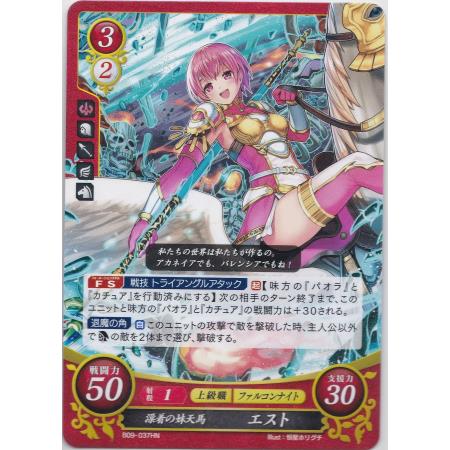 3
2
私たちの世界は私たちが作るの。
アカネイアでも、バレンシアでもね!
FS 戦技 トライアングルアタック 起 [味方の『パオラ』と
『カチュア』を行動済みにする] 次の相手のターン終了まで、この
ユニットと味方の『パオラ』と『カチュア』の戦闘力は+30される。
退魔の角 自 このユニットの攻撃で敵を撃破した時、主人公以外
で の敵を2体まで選び、撃破する。
戦闘力
50
射程 1 上級職 ファルコンナイト
支援力
30
深着の妹天馬 エスト
B09-037HN
Illust:恒星ホリグチ